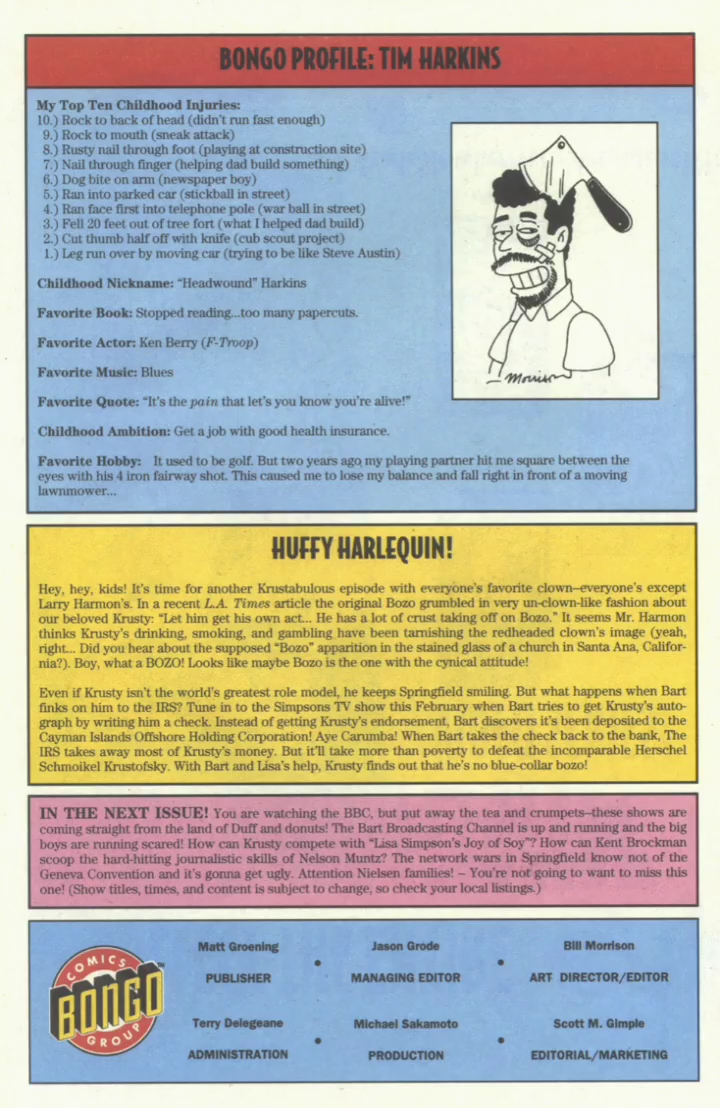 BONGO PROFILE: TIM HARKINS
My Top Ten Childhood Injuries:
10.) Rock to back of head (didn't run fast enough)
9.) Rock to mouth (sneak attack)
8.) Rusty nail through foot (playing at construction site)
7.) Nail through finger (helping dad build something)
6.) Dog bite on arm (newspaper boy)
5.) Ran into parked car (stickball in street)
4.) Ran face first into telephone pole (war ball in street)
3.) Fell 20 feet out of tree fort (what I helped dad build)
2.) Cut thumb half off with knife (cub scout project)
1.) Leg run over by moving car (trying to be like Steve Austin)
Childhood Nickname: "Headwound" Harkins
Favorite Book: Stopped reading...too many papercuts.
Favorite Actor: Ken Berry (F-Troop)
Favorite Music: Blues
Favorite Quote: "It's the pain that let's you know you're alive!"
Childhood Ambition: Get a job with good health insurance.
Favorite Hobby: It used to be golf. But two years ago my playing partner hit me square between the
eyes with his 4 iron fairway shot. This caused me to lose my balance and fall right in front of a moving
lawnmower...
Morrison
HUFFY HARLEQUIN!
Hey, hey, kids! It's time for another Krustabulous episode with everyone's favorite clown–everyone's except
Larry Harmon's. In a recent L.A. Times article the original Bozo grumbled in very un-clown-like fashion about
our beloved Krusty: "Let him get his own act... He has a lot of crust taking off on Bozo." It seems Mr. Harmon
thinks Krusty's drinking, smoking, and gambling have been tarnishing the redheaded clown's image (yeah,
right... Did you hear about the supposed "Bozo" apparition in the stained glass of a church in Santa Ana, Califor-
nia?). Boy, what a BOZO! Looks like maybe Bozo is the one with the cynical attitude!
Even if Krusty isn't the world's greatest role model, he keeps Springfield smiling. But what happens when Bart
finks on him to the IRS? Tune in to the Simpsons TV show this February when Bart tries to get Krusty's auto-
graph by writing him a check. Instead of getting Krusty's endorsement, Bart discovers it's been deposited to the
Cayman Islands Offshore Holding Corporation! Aye Carumba! When Bart takes the check back to the bank, The
IRS takes away most of Krusty's money. But it'll take more than poverty to defeat the incomparable Herschel
Schmoikel Krustofsky. With Bart and Lisa's help, Krusty finds out that he's no blue-collar bozo!
IN THE NEXT ISSUE! You are watching the BBC, but put away the tea and crumpets–these shows are
coming straight from the land of Duff and donuts! The Bart Broadcasting Channel is up and running and the big
boys are running scared! How can Krusty compete with "Lisa Simpson's Joy of Soy"? How can Kent Brockman
scoop the hard-hitting journalistic skills of Nelson Muntz? The network wars in Springfield know not of the
Geneva Convention and it's gonna get ugly. Attention Nielsen families! – You're not going to want to miss this
one! (Show titles, times, and content is subject to change, so check your local listings.)
COMICS
BONGO
GROUP
TM
Matt Groening • Jason Grode • Bill Morrison
PUBLISHER MANAGING EDITOR ART DIRECTOR/EDITOR
Terry Delegeane • Michael Sakamoto • Scott M. Gimple
ADMINISTRATION PRODUCTION EDITORIAL/MARKETING